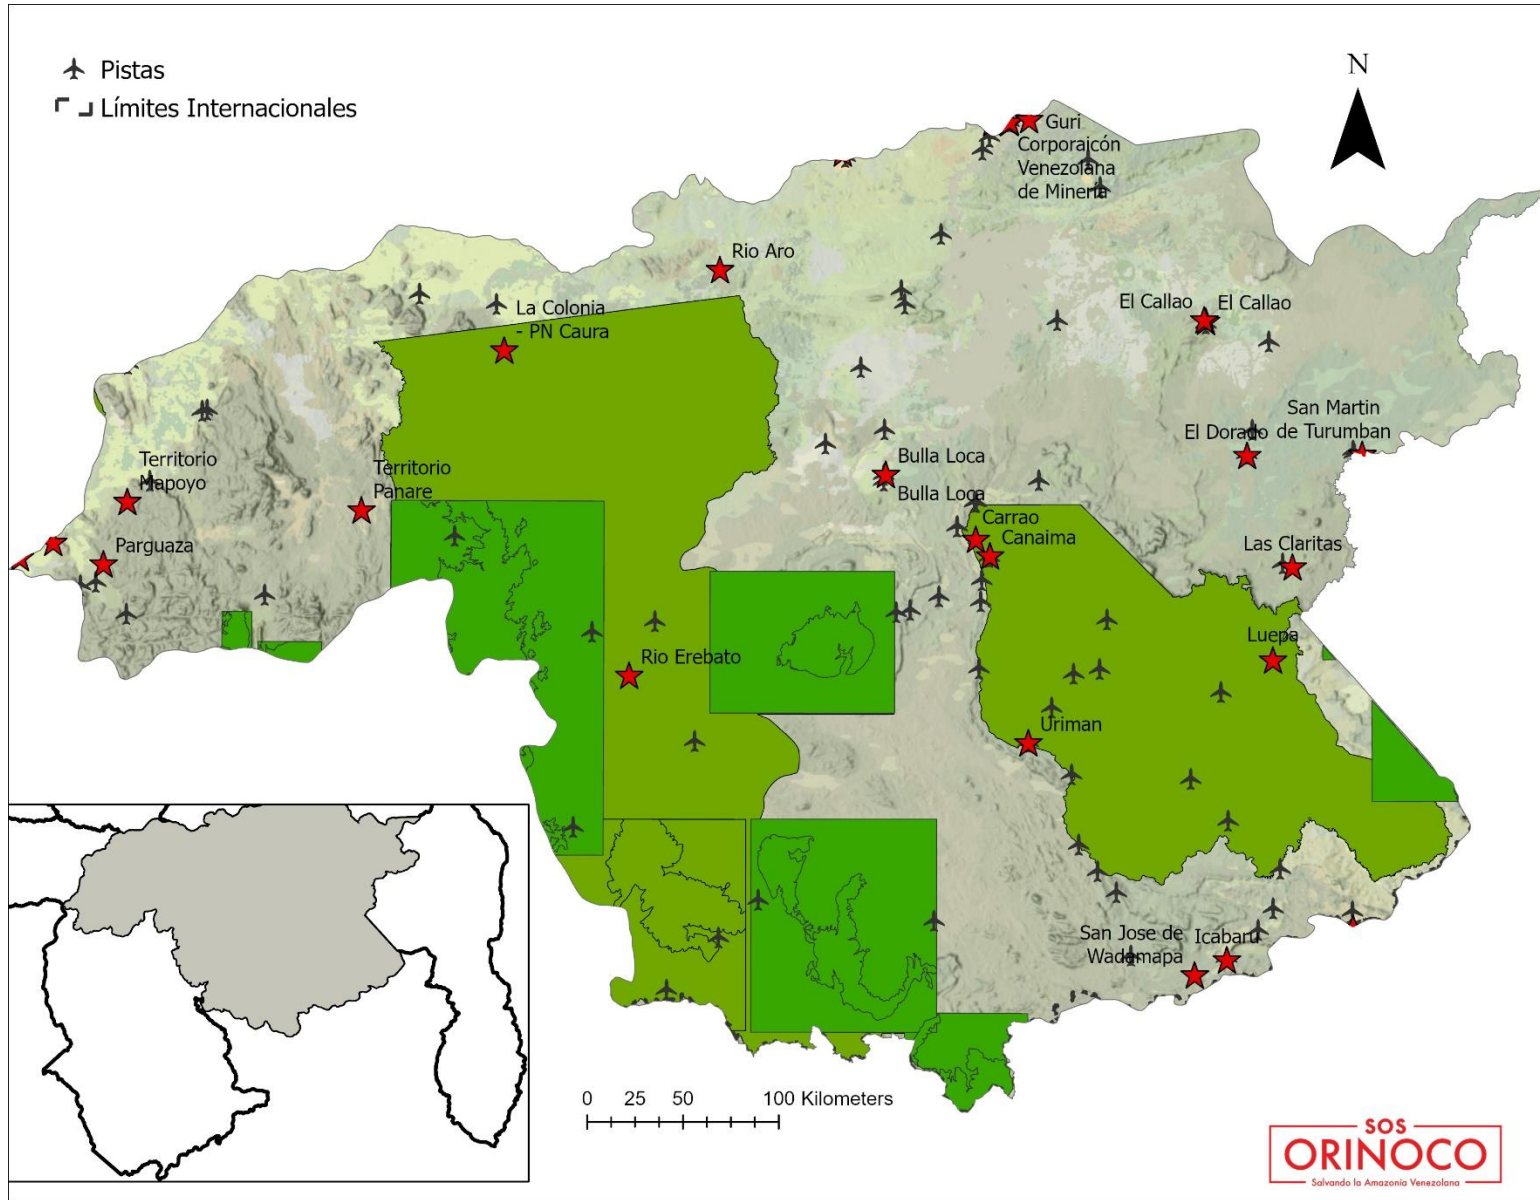 Pistas
Límites Internacionales
N
Guri
Corporaicón
Venezolana
de Minería
Rio Aro
La Colonia
- PN Caura
El Callao
El Callao
San Martin
de Turumban
El Dorado
Territorio
Mapoyo
Territorio
Panare
Bulla Loca
Bulla Loca
Carrao
Canaima
Parguaza
Las Claritas
Luepa
Rio Erebato
Uriman
San Jose de
Wadamapa
Icabaru
0 25 50 100 Kilometers
SOS
ORINOCO
Salvando la Amazonía Venezolana